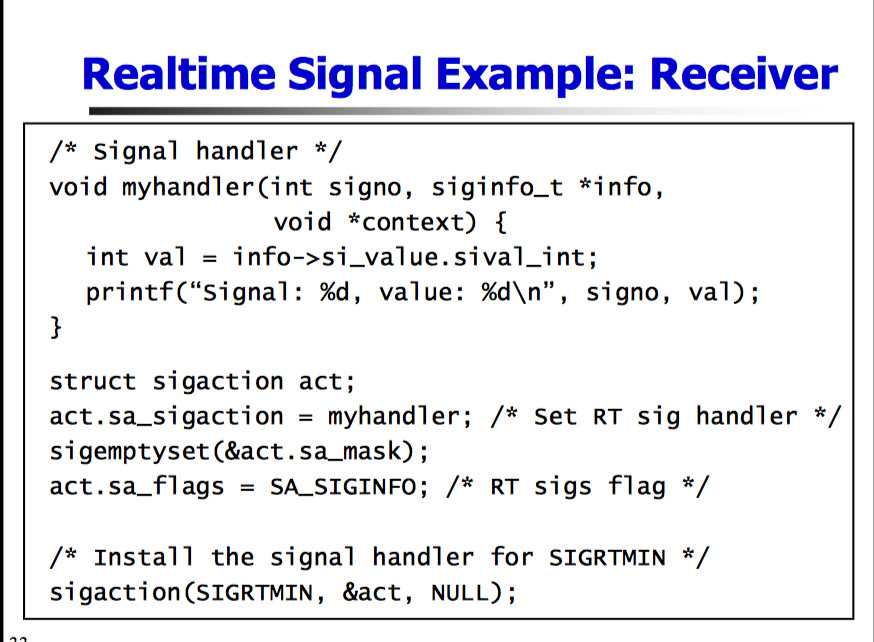 Realtime Signal Example: Receiver
/* Signal handler */
void myhandler(int signo, siginfo_t *info,
void *context) {
int val = info->si_value.sival_int;
printf(“Signal: %d, value: %d\n”, signo, val);
}
struct sigaction act;
act.sa_sigaction = myhandler; /* Set RT sig handler */
sigemptyset(&act.sa_mask);
act.sa_flags = SA_SIGINFO; /* RT sigs flag */
/* Install the signal handler for SIGRTMIN */
sigaction(SIGRTMIN, &act, NULL);